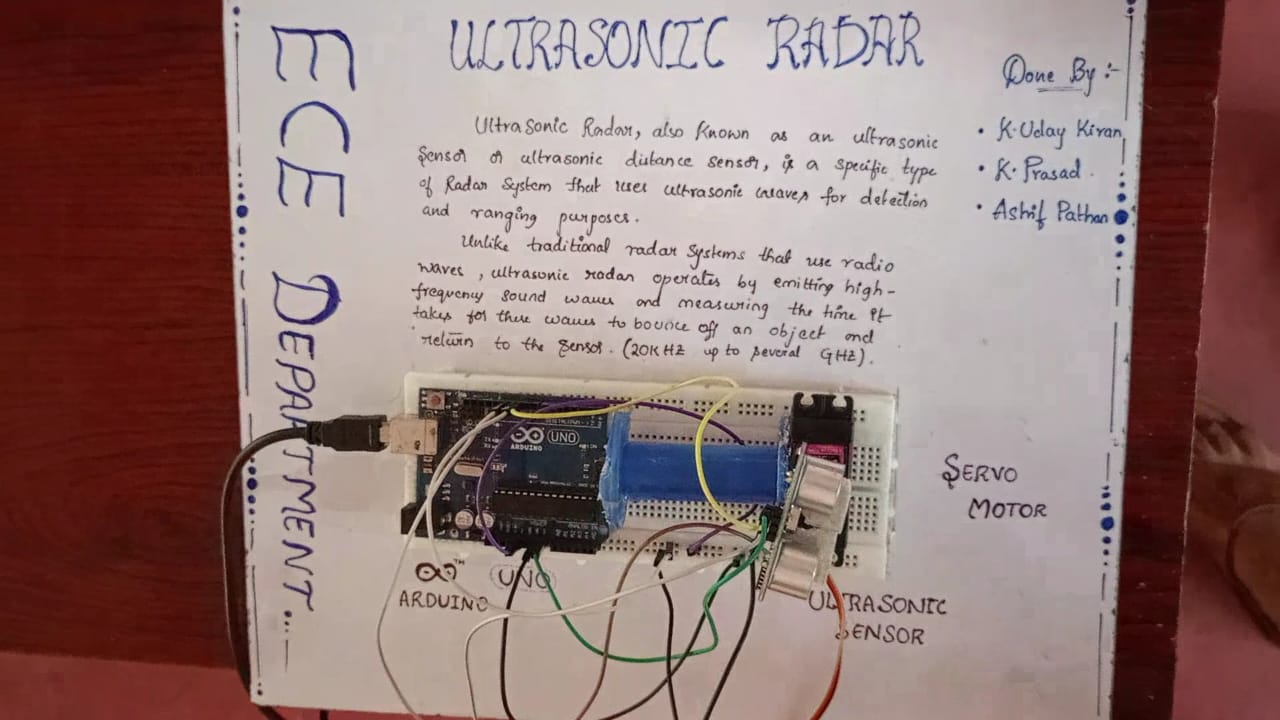 ECE DEPARTMENT...
ULTRASONIC RADAR
Done By :-
• K. Uday Kiran
• K. Prasad.
• Ashif Pathan
Ultrasonic Radar, also known as an ultrasonic
sensor or ultrasonic distance sensor, is a specific type
of Radar System that uses ultrasonic waves for detection
and ranging purposes.
Unlike traditional radar systems that use radio
waves, ultrasonic radar operates by emitting high-
frequency sound waves and measuring the time it
takes for these waves to bounce off an object and
return to the sensor. (20KHZ up to several GHZ).
UNO
ARDUINO
SERVO
MOTOR
TM
UNO
ARDUINO
ULTRASONIC
SENSOR